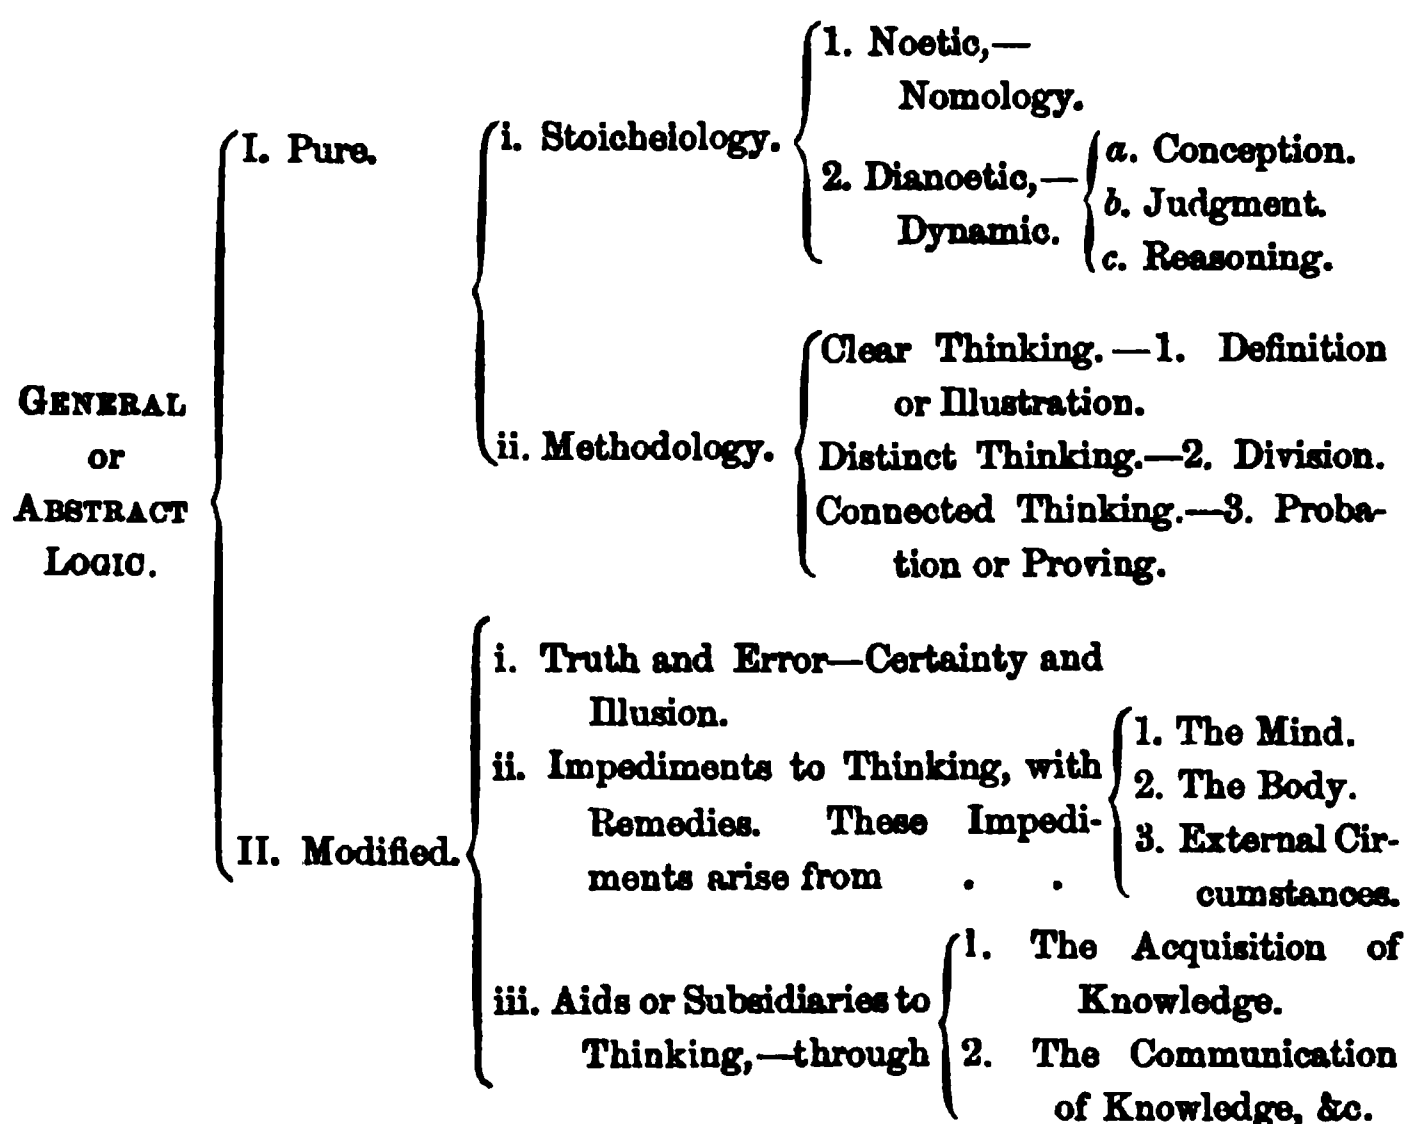 GENERAL
or
ABSTRACT
LOGIC.
I. Pure.
i. Stoicheiology.
1. Noetic,—
Nomology.
2. Dianoetic,—
Dynamic.
a. Conception.
b. Judgment.
c. Reasoning.
ii. Methodology.
Clear Thinking.—1. Definition
or Illustration.
Distinct Thinking.—2. Division.
Connected Thinking.—3. Proba-
tion or Proving.
II. Modified.
i. Truth and Error—Certainty and
Illusion.
ii. Impediments to Thinking, with
Remedies. These Impedi-
ments arise from . .
1. The Mind.
2. The Body.
3. External Cir-
cumstances.
iii. Aids or Subsidiaries to
Thinking,—through
1. The Acquisition of
Knowledge.
2. The Communication
of Knowledge, &c.